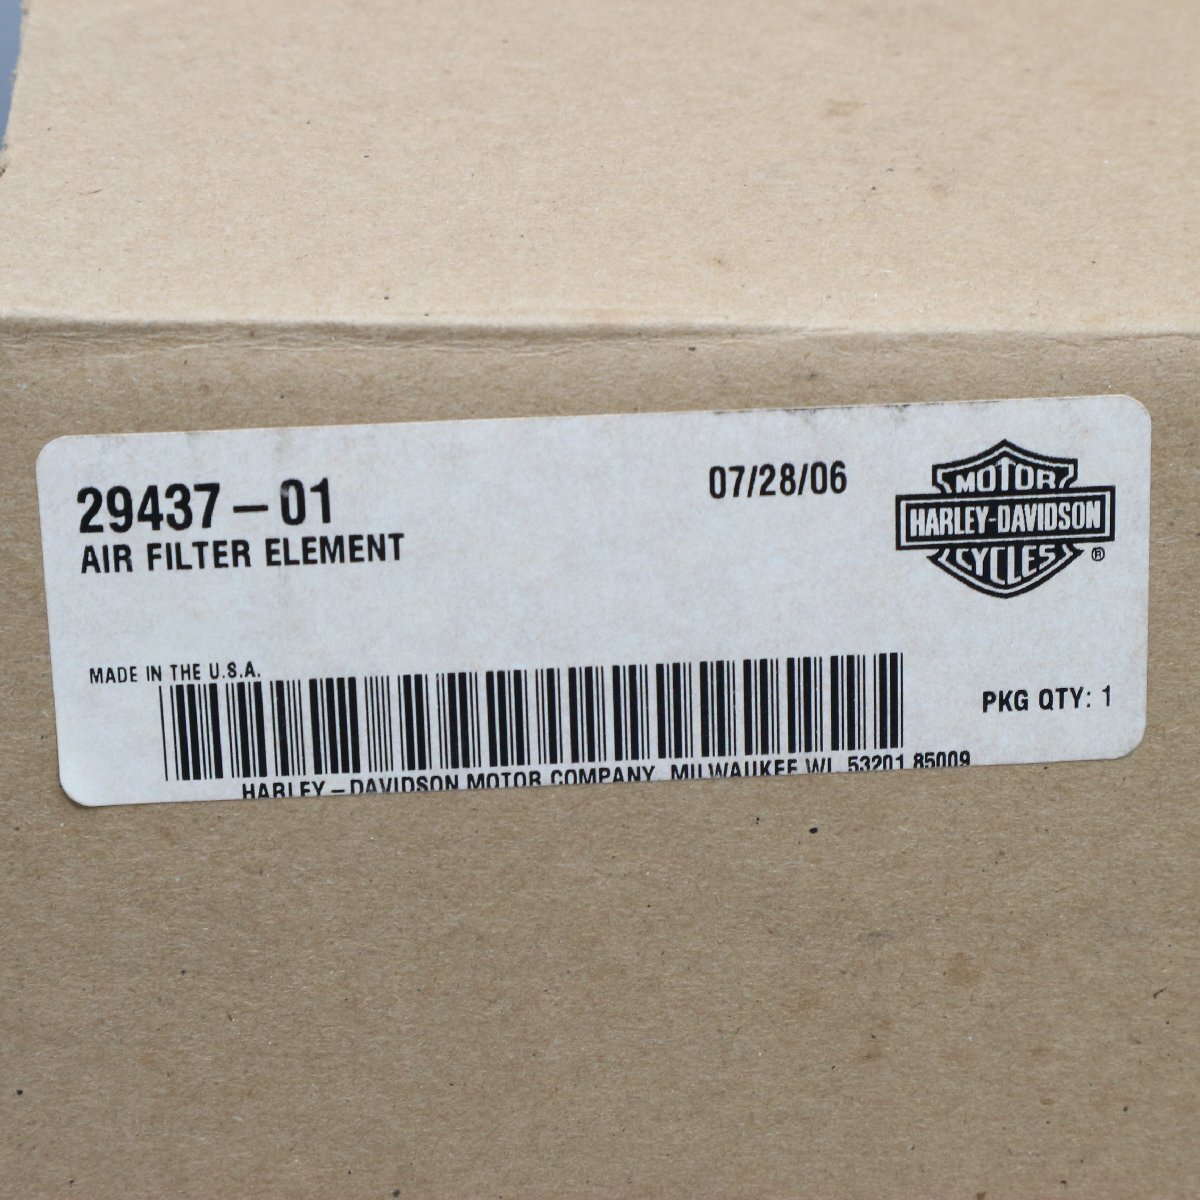 29437-01
AIR FILTER ELEMENT
07/28/06
MOTOR
HARLEY-DAVIDSON
CYCLES
®
MADE IN THE U.S.A.
PKG QTY: 1
HARLEY-DAVIDSON MOTOR COMPANY MILWAUKEE WI 53201 85009